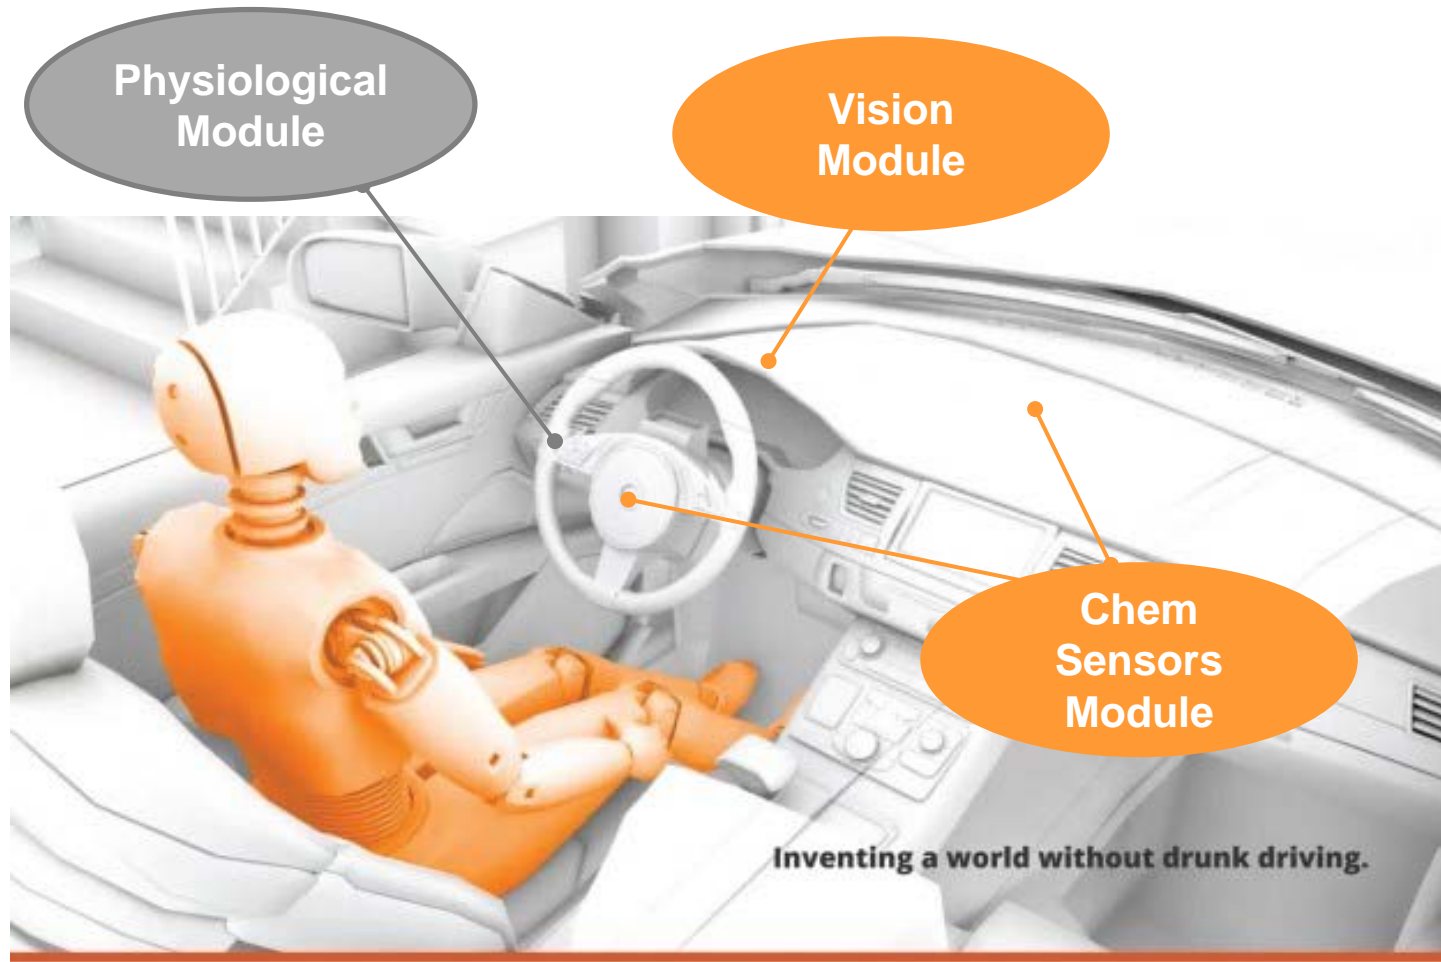 Physiological
Module
Vision
Module
Chem
Sensors
Module
Inventing a world without drunk driving.